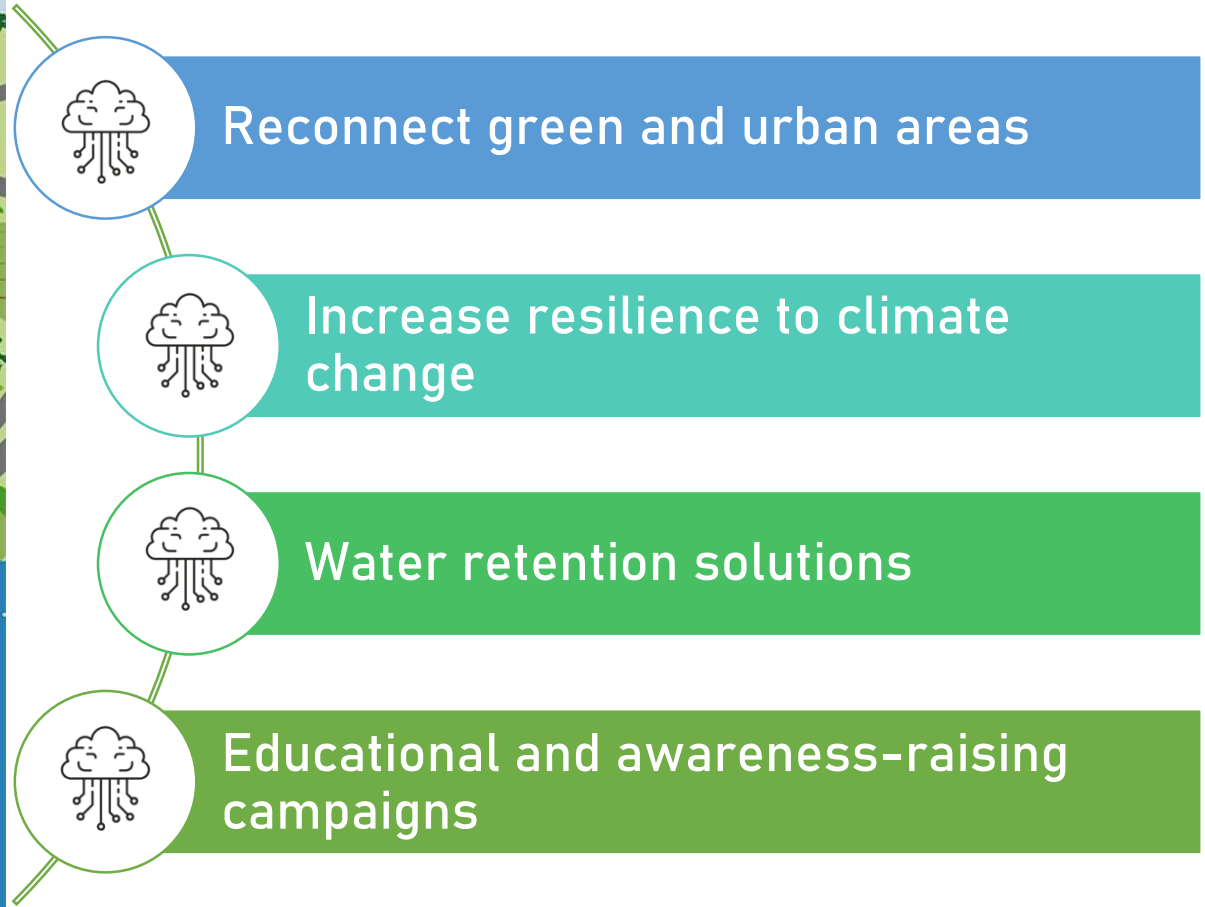 Reconnect green and urban areas
Increase resilience to climate
change
Water retention solutions
Educational and awareness-raising
campaigns